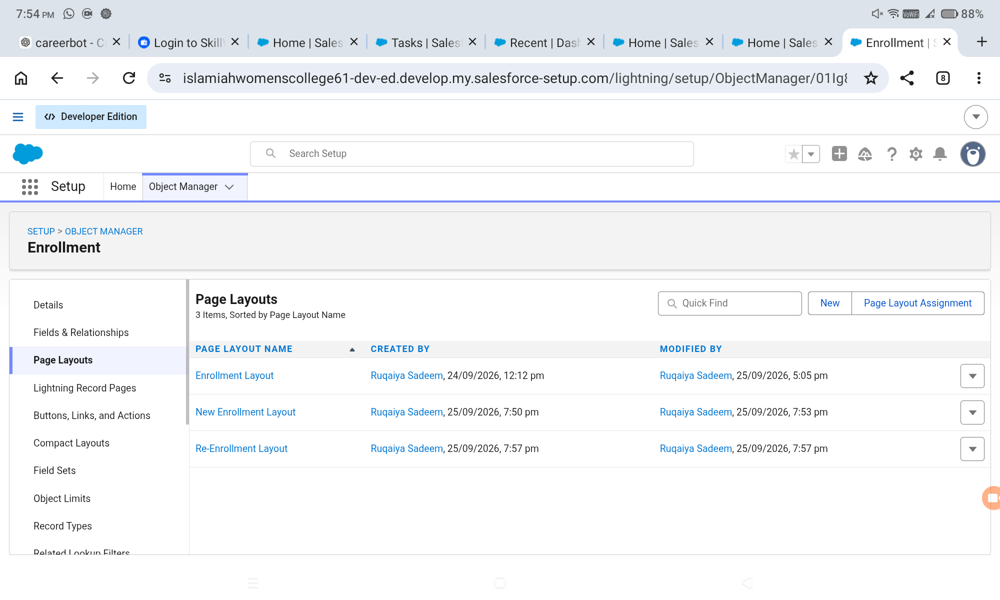 7:54 PM VoWiFi 88%
careerbot - Ca Login to Skill Home | Sales Tasks | Salesf Recent | Dash Home | Sales Home | Sales Enrollment | S
islamiahwomenscollege61-dev-ed.develop.my.salesforce-setup.com/lightning/setup/ObjectManager/01Ig 8
Developer Edition
Search Setup
Setup Home Object Manager
SETUP > OBJECT MANAGER
Enrollment
Details
Fields & Relationships
Page Layouts
Lightning Record Pages
Buttons, Links, and Actions
Compact Layouts
Field Sets
Object Limits
Record Types
Related Lookup Filters
Page Layouts
3 Items, Sorted by Page Layout Name
Quick Find New Page Layout Assignment
PAGE LAYOUT NAME CREATED BY MODIFIED BY
Enrollment Layout Ruqaiya Sadeem, 24/09/2026, 12:12 pm Ruqaiya Sadeem, 25/09/2026, 5:05 pm
New Enrollment Layout Ruqaiya Sadeem, 25/09/2026, 7:50 pm Ruqaiya Sadeem, 25/09/2026, 7:53 pm
Re-Enrollment Layout Ruqaiya Sadeem, 25/09/2026, 7:57 pm Ruqaiya Sadeem, 25/09/2026, 7:57 pm